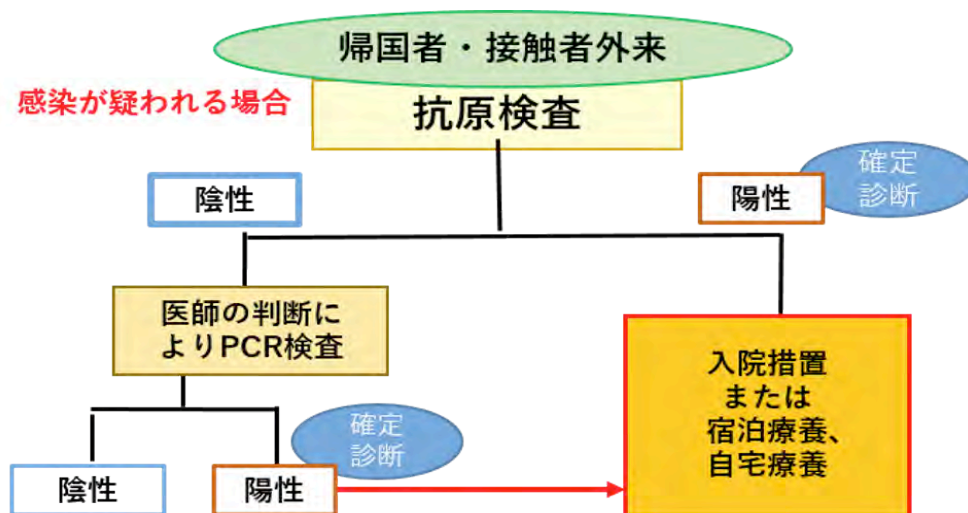 帰国者・接触者外来
感染が疑われる場合
抗原検査
陰性
陽性
確定
診断
医師の判断に
よりPCR検査
入院措置
または
宿泊療養、
自宅療養
確定
診断
陰性
陽性